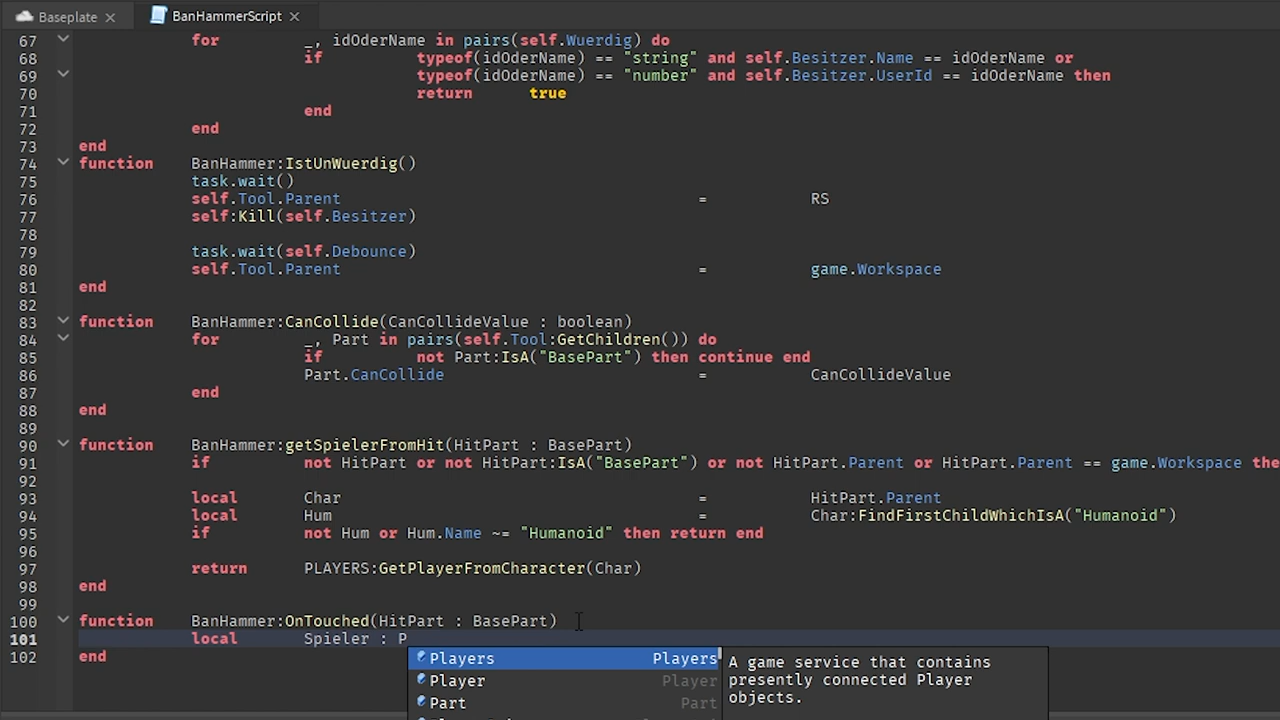 Baseplate BanHammerScript
67 for _, idOderName in pairs(self.Wuerdig) do
68 if typeof(idOderName) == "string" and self.Besitzer.Name == idOderName or
69 typeof(idOderName) == "number" and self.Besitzer.UserId == idOderName then
70 return true
71 end
72 end
73 end
74 function BanHammer:IstUnWuerdig()
75 task.wait()
76 self.Tool.Parent = RS
77 self:Kill(self.Besitzer)
78
79 task.wait(self.Debounce)
80 self.Tool.Parent = game.Workspace
81 end
82
83 function BanHammer:CanCollide(CanCollideValue : boolean)
84 for _, Part in pairs(self.Tool:GetChildren()) do
85 if not Part:IsA("BasePart") then continue end
86 Part.CanCollide = CanCollideValue
87 end
88 end
89
90 function BanHammer:getSpielerFromHit(HitPart : BasePart)
91 if not HitPart or not HitPart:IsA("BasePart") or not HitPart.Parent or HitPart.Parent == game.Workspace the
92
93 local Char = HitPart.Parent
94 local Hum = Char:FindFirstChildWhichIsA("Humanoid")
95 if not Hum or Hum.Name ~= "Humanoid" then return end
96
97 return PLAYERS:GetPlayerFromCharacter(Char)
98 end
99
100 function BanHammer:OnTouched(HitPart : BasePart)
101 local Spieler : P
102 end
Players Players
Player Player
Part Part
A game service that contains
presently connected Player
objects.